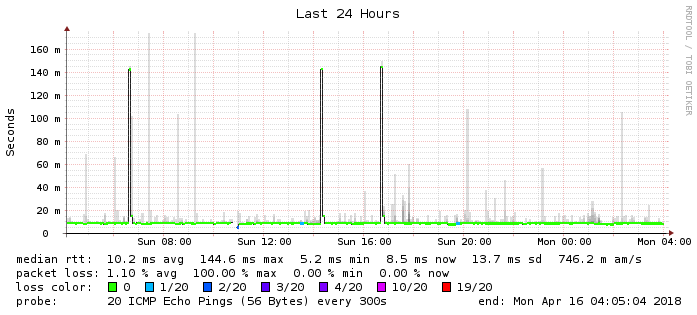 Last 24 Hours
RRDTOOL / TOBI OETIKER
Seconds
160 m
140 m
120 m
100 m
80 m
60 m
40 m
20 m
0
Sun 08:00 Sun 12:00 Sun 16:00 Sun 20:00 Mon 00:00 Mon 04:00
median rtt: 10.2 ms avg 144.6 ms max 5.2 ms min 8.5 ms now 13.7 ms sd 746.2 m am/s
packet loss: 1.10 % avg 100.00 % max 0.00 % min 0.00 % now
loss color: 0 1/20 2/20 3/20 4/20 10/20 19/20
probe: 20 ICMP Echo Pings (56 Bytes) every 300s end: Mon Apr 16 04:05:04 2018